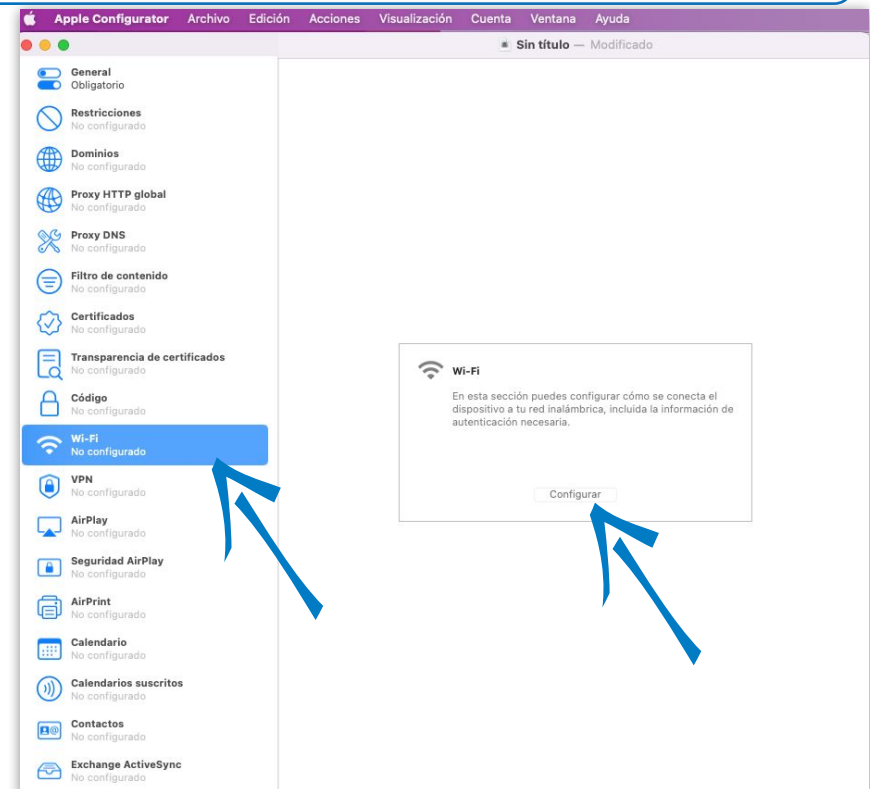 Apple Configurator Archivo Edición Acciones Visualización Cuenta Ventana Ayuda
Sin título — Modificado
General
Obligatorio
Restricciones
No configurado
Dominios
No configurado
Proxy HTTP global
No configurado
Proxy DNS
No configurado
Filtro de contenido
No configurado
Certificados
No configurado
Transparencia de certificados
No configurado
Código
No configurado
Wi-Fi
No configurado
VPN
No configurado
AirPlay
No configurado
Seguridad AirPlay
No configurado
AirPrint
No configurado
Calendario
No configurado
Calendarios suscritos
No configurado
Contactos
No configurado
Exchange ActiveSync
No configurado
Wi-Fi
En esta sección puedes configurar cómo se conecta el
dispositivo a tu red inalámbrica, incluida la información de
autenticación necesaria.
Configurar